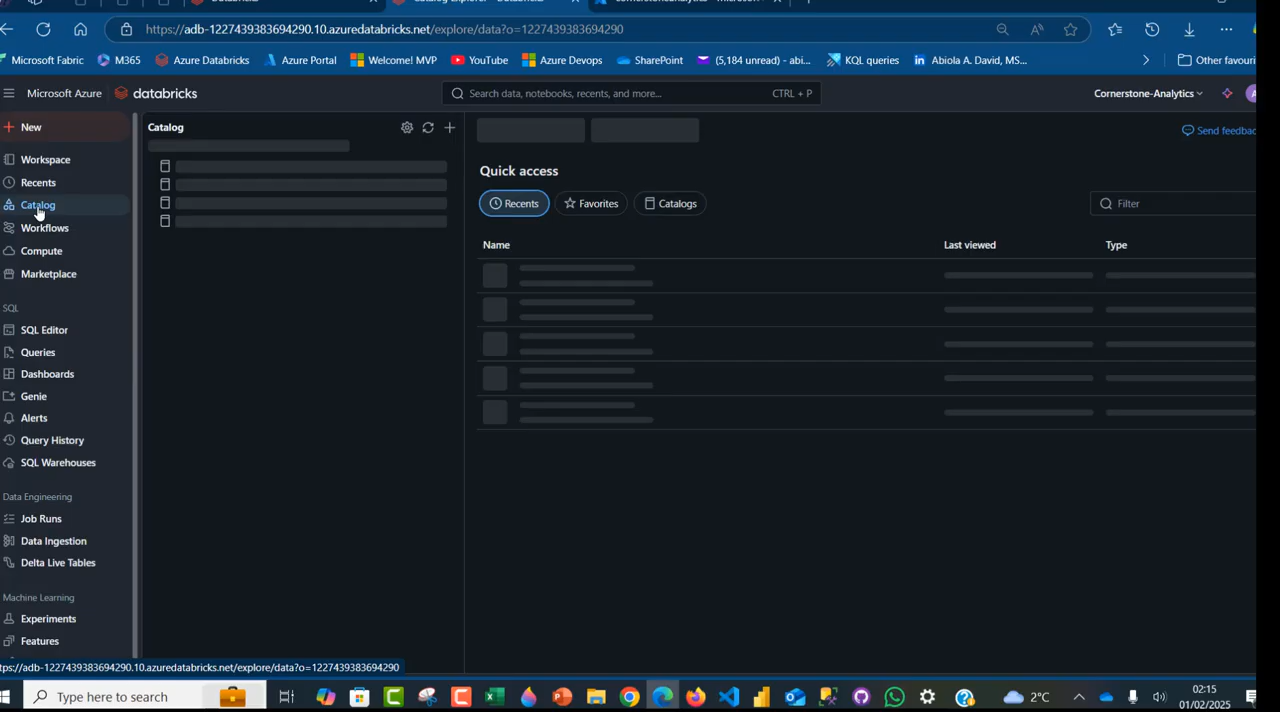 https://adb-1227439383694290.10.azuredatabricks.net/explore/data?o=1227439383694290
Microsoft Fabric
M365
Azure Databricks
Azure Portal
Welcome! MVP
YouTube
Azure Devops
SharePoint
(5,184 unread) - abi...
KQL queries
Abiola A. David, MS...
Other favouri
Microsoft Azure
databricks
Search data, notebooks, recents, and more...
CTRL + P
Cornerstone-Analytics
New
Catalog
Send feedbac
Workspace
Recents
Catalog
Workflows
Compute
Marketplace
SQL
SQL Editor
Queries
Dashboards
Genie
Alerts
Query History
SQL Warehouses
Data Engineering
Job Runs
Data Ingestion
Delta Live Tables
Machine Learning
Experiments
Features
Quick access
Recents
Favorites
Catalogs
Filter
Name
Last viewed
Type
ttps://adb-1227439383694290.10.azuredatabricks.net/explore/data?o=1227439383694290
Type here to search
2°C
02:15
01/02/2025